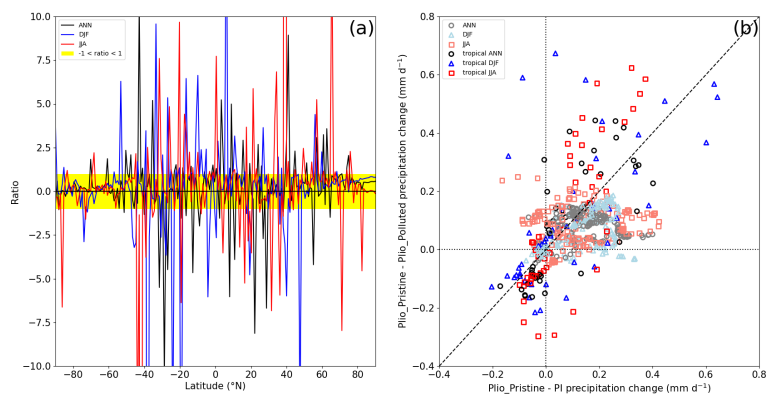 (a)
ANN
DJF
JJA
-1 < ratio < 1
10.0
7.5
5.0
2.5
0.0
−2.5
−5.0
−7.5
−10.0
Ratio
−80 −60 −40 −20 0 20 40 60 80
Latitude (°N)
(b)
ANN
DJF
JJA
tropical ANN
tropical DJF
tropical JJA
0.8
0.6
0.4
0.2
0.0
−0.2
−0.4
Plio_Pristine - Plio_Polluted precipitation change (mm d⁻¹)
−0.4 −0.2 0.0 0.2 0.4 0.6 0.8
Plio_Pristine - PI precipitation change (mm d⁻¹)